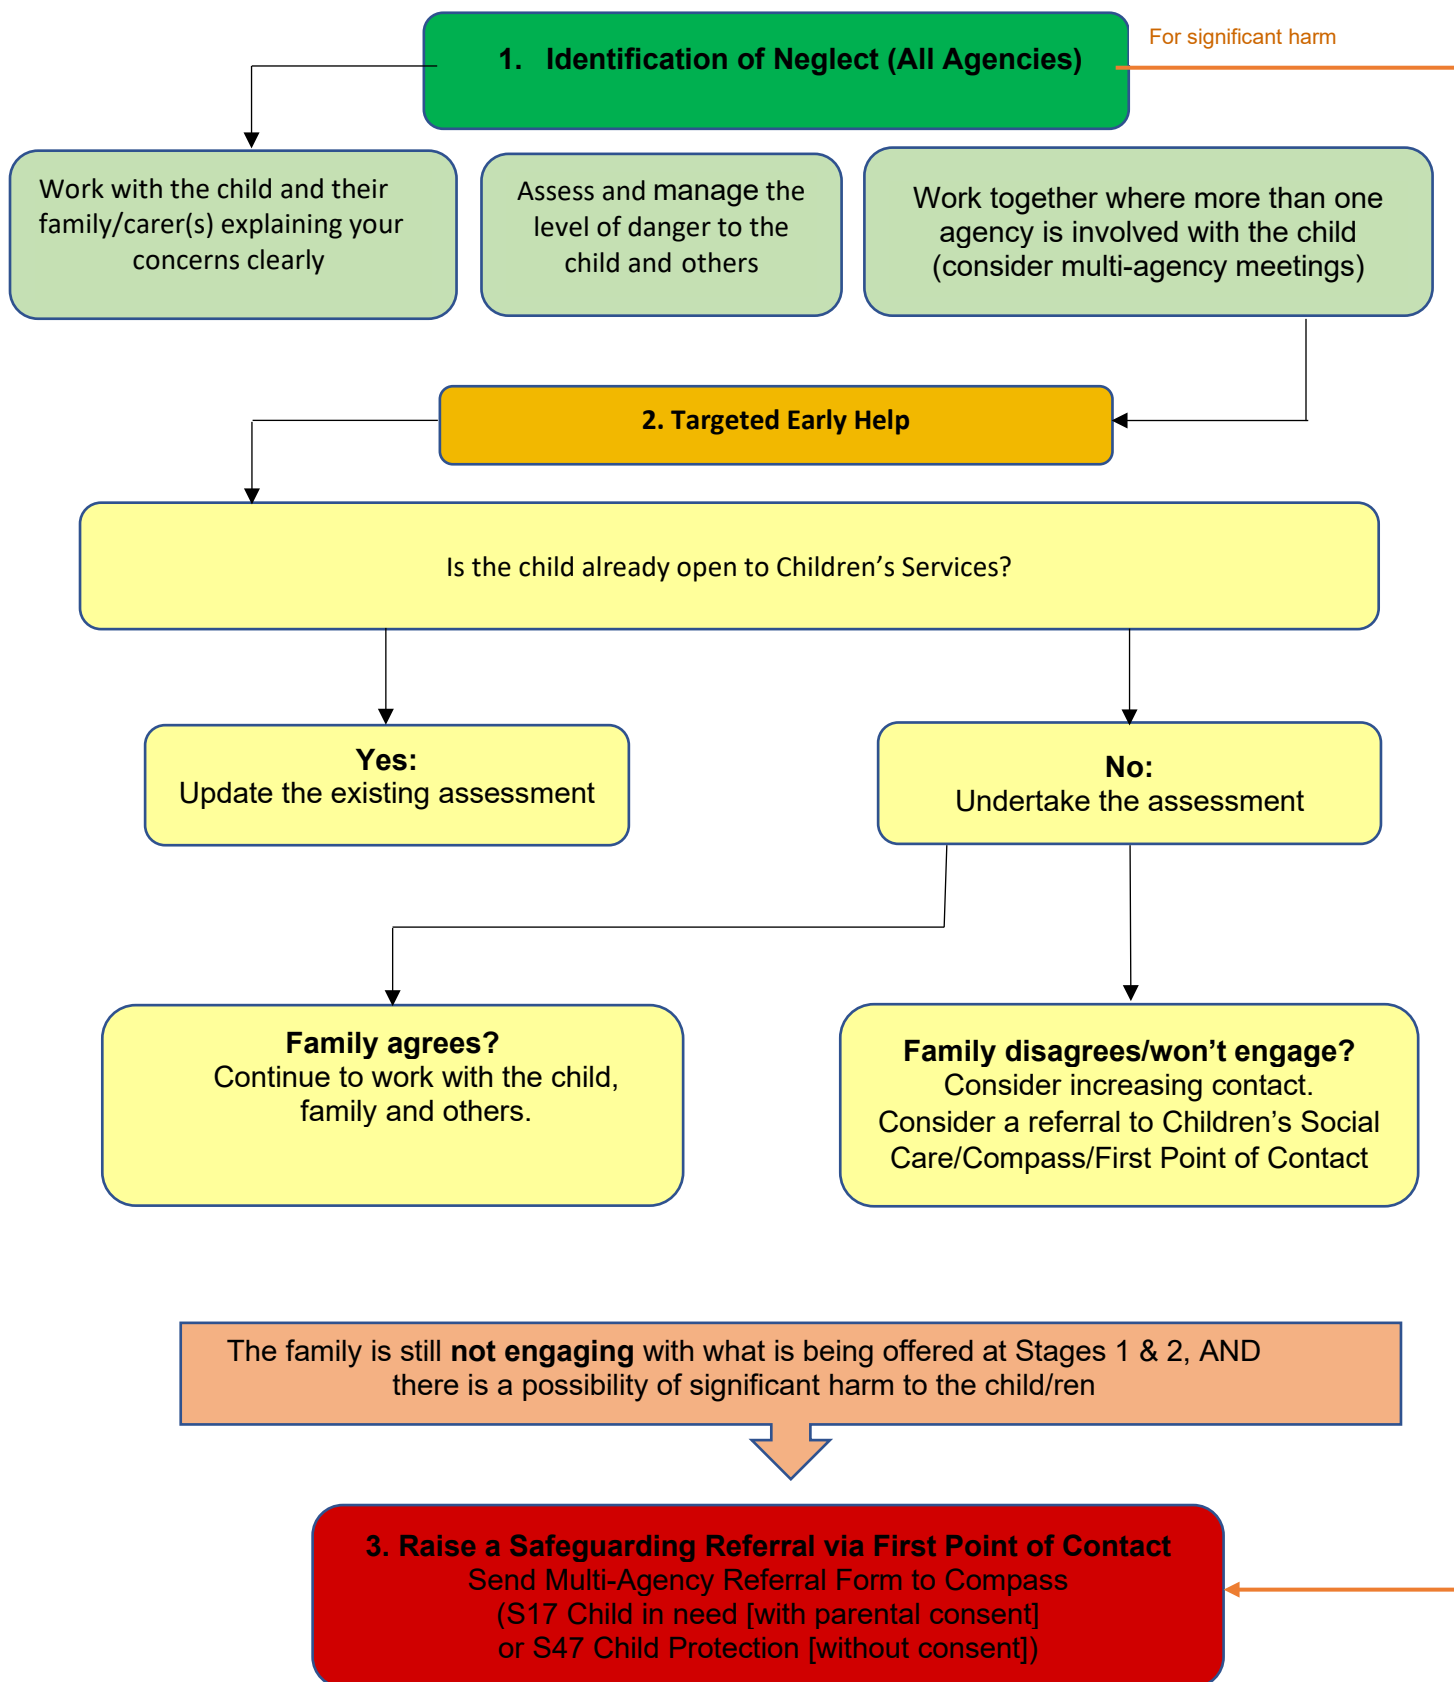 For significant harm
1. Identification of Neglect (All Agencies)
Work with the child and their
family/carer(s) explaining your
concerns clearly
Assess and manage the
level of danger to the
child and others
Work together where more than one
agency is involved with the child
(consider multi-agency meetings)
2. Targeted Early Help
Is the child already open to Children’s Services?
Yes:
Update the existing assessment
No:
Undertake the assessment
Family agrees?
Continue to work with the child,
family and others.
Family disagrees/won’t engage?
Consider increasing contact.
Consider a referral to Children’s Social
Care/Compass/First Point of Contact
The family is still not engaging with what is being offered at Stages 1 & 2, AND
there is a possibility of significant harm to the child/ren
3. Raise a Safeguarding Referral via First Point of Contact
Send Multi-Agency Referral Form to Compass
(S17 Child in need [with parental consent]
or S47 Child Protection [without consent])